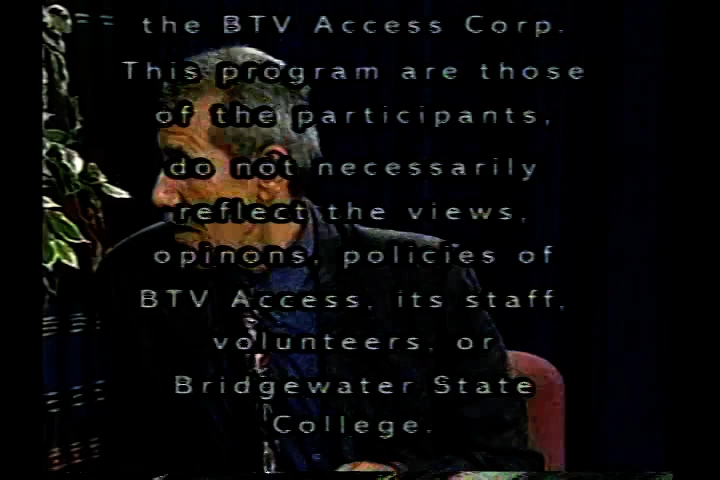 the BTV Access Corp.
This program are those
of the participants,
do not necessarily
reflect the views,
opinons, policies of
BTV Access, its staff,
volunteers, or
Bridgewater State
College.